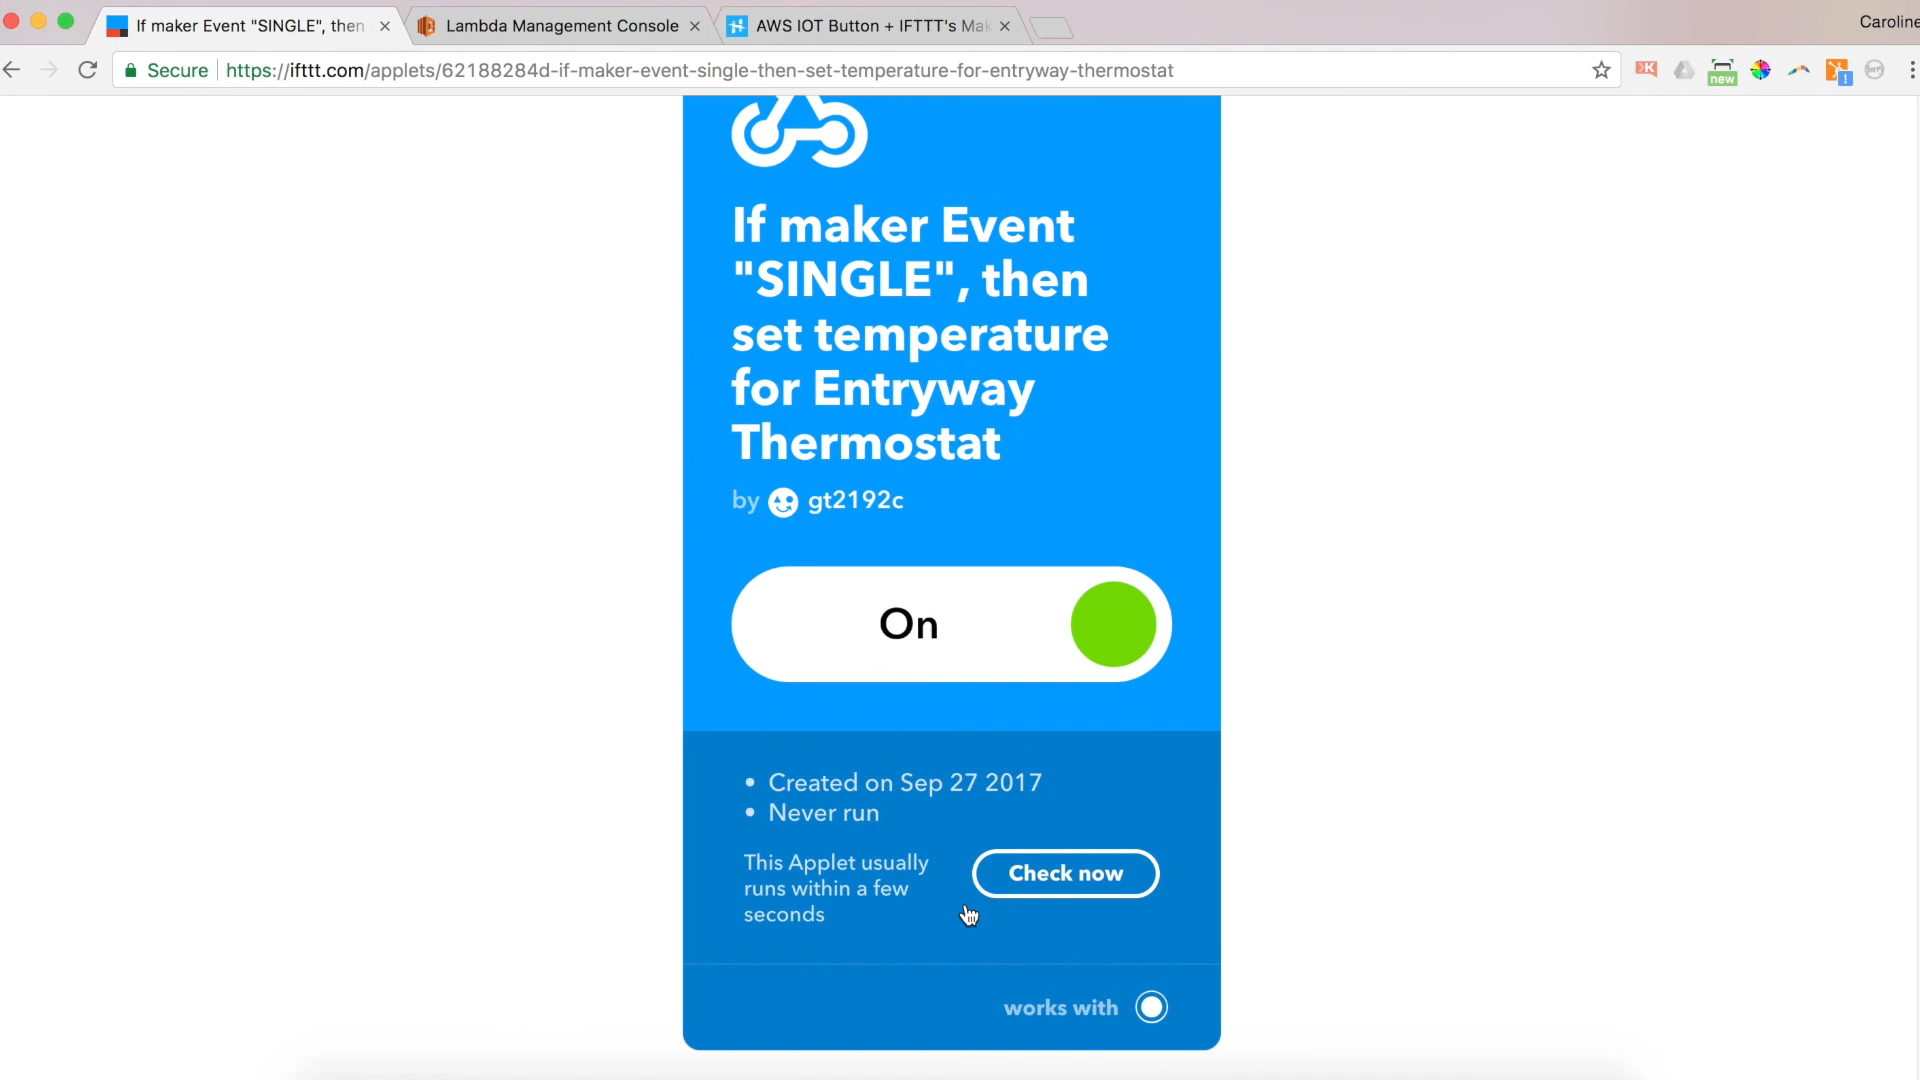 If maker Event "SINGLE", then
Lambda Management Console
AWS IOT Button + IFTTT's Mak
Caroline
Secure
https://ifttt.com/applets/62188284d-if-maker-event-single-then-set-temperature-for-entryway-thermostat
new
If maker Event
"SINGLE", then
set temperature
for Entryway
Thermostat
by gt2192c
On
• Created on Sep 27 2017
• Never run
This Applet usually
runs within a few
seconds
Check now
works with